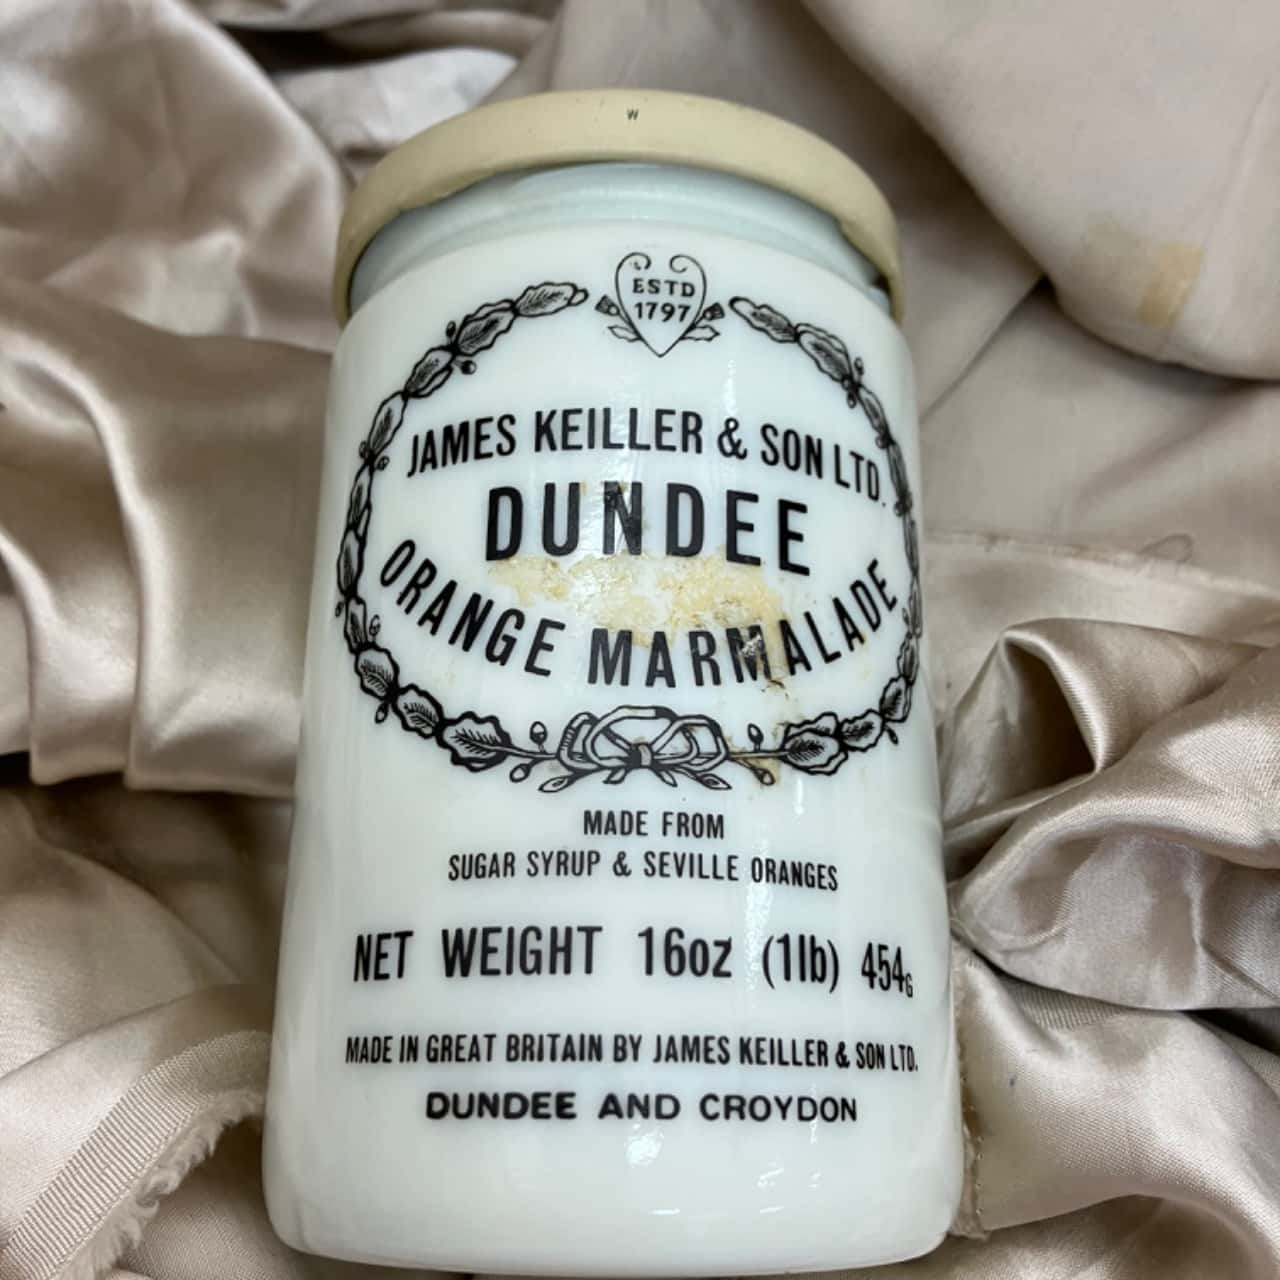 W
ESTD
1797
JAMES KEILLER & SON LTD.
DUNDEE
ORANGE MARMALADE
MADE FROM
SUGAR SYRUP & SEVILLE ORANGES
NET WEIGHT 16oz (1lb) 454G
MADE IN GREAT BRITAIN BY JAMES KEILLER & SON LTD.
DUNDEE AND CROYDON